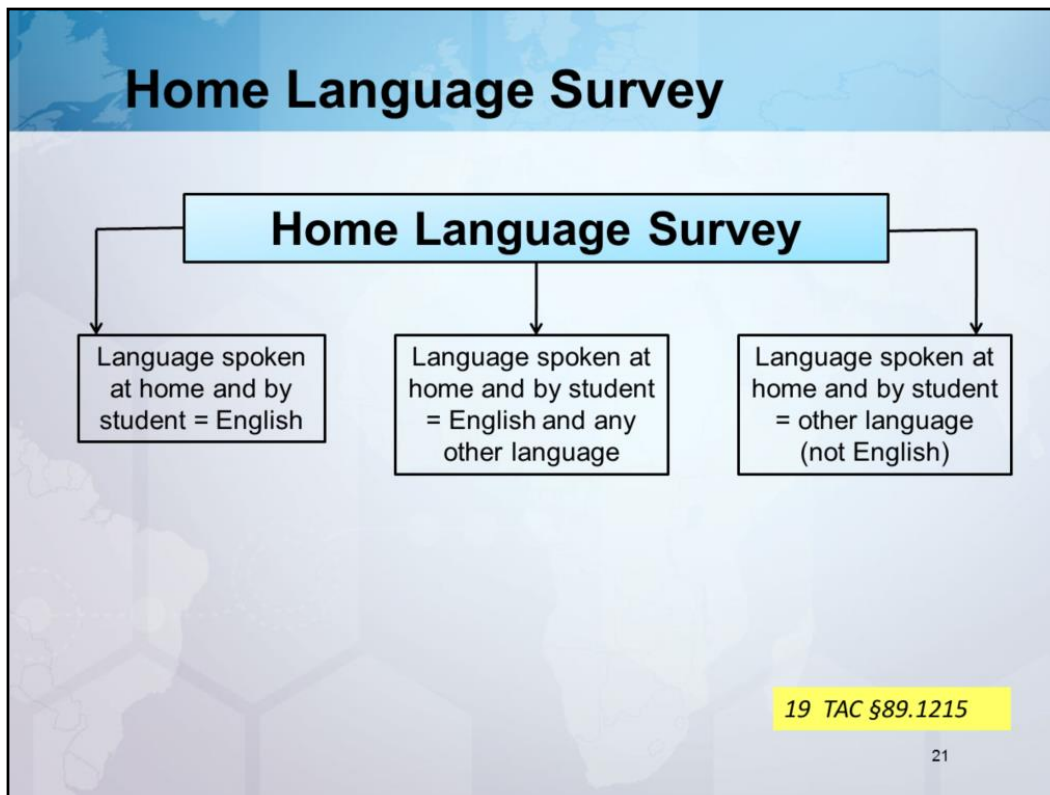 Home Language Survey
Home Language Survey
Language spoken
at home and by
student = English
Language spoken at
home and by student
= English and any
other language
Language spoken at
home and by student
= other language
(not English)
19 TAC §89.1215
21